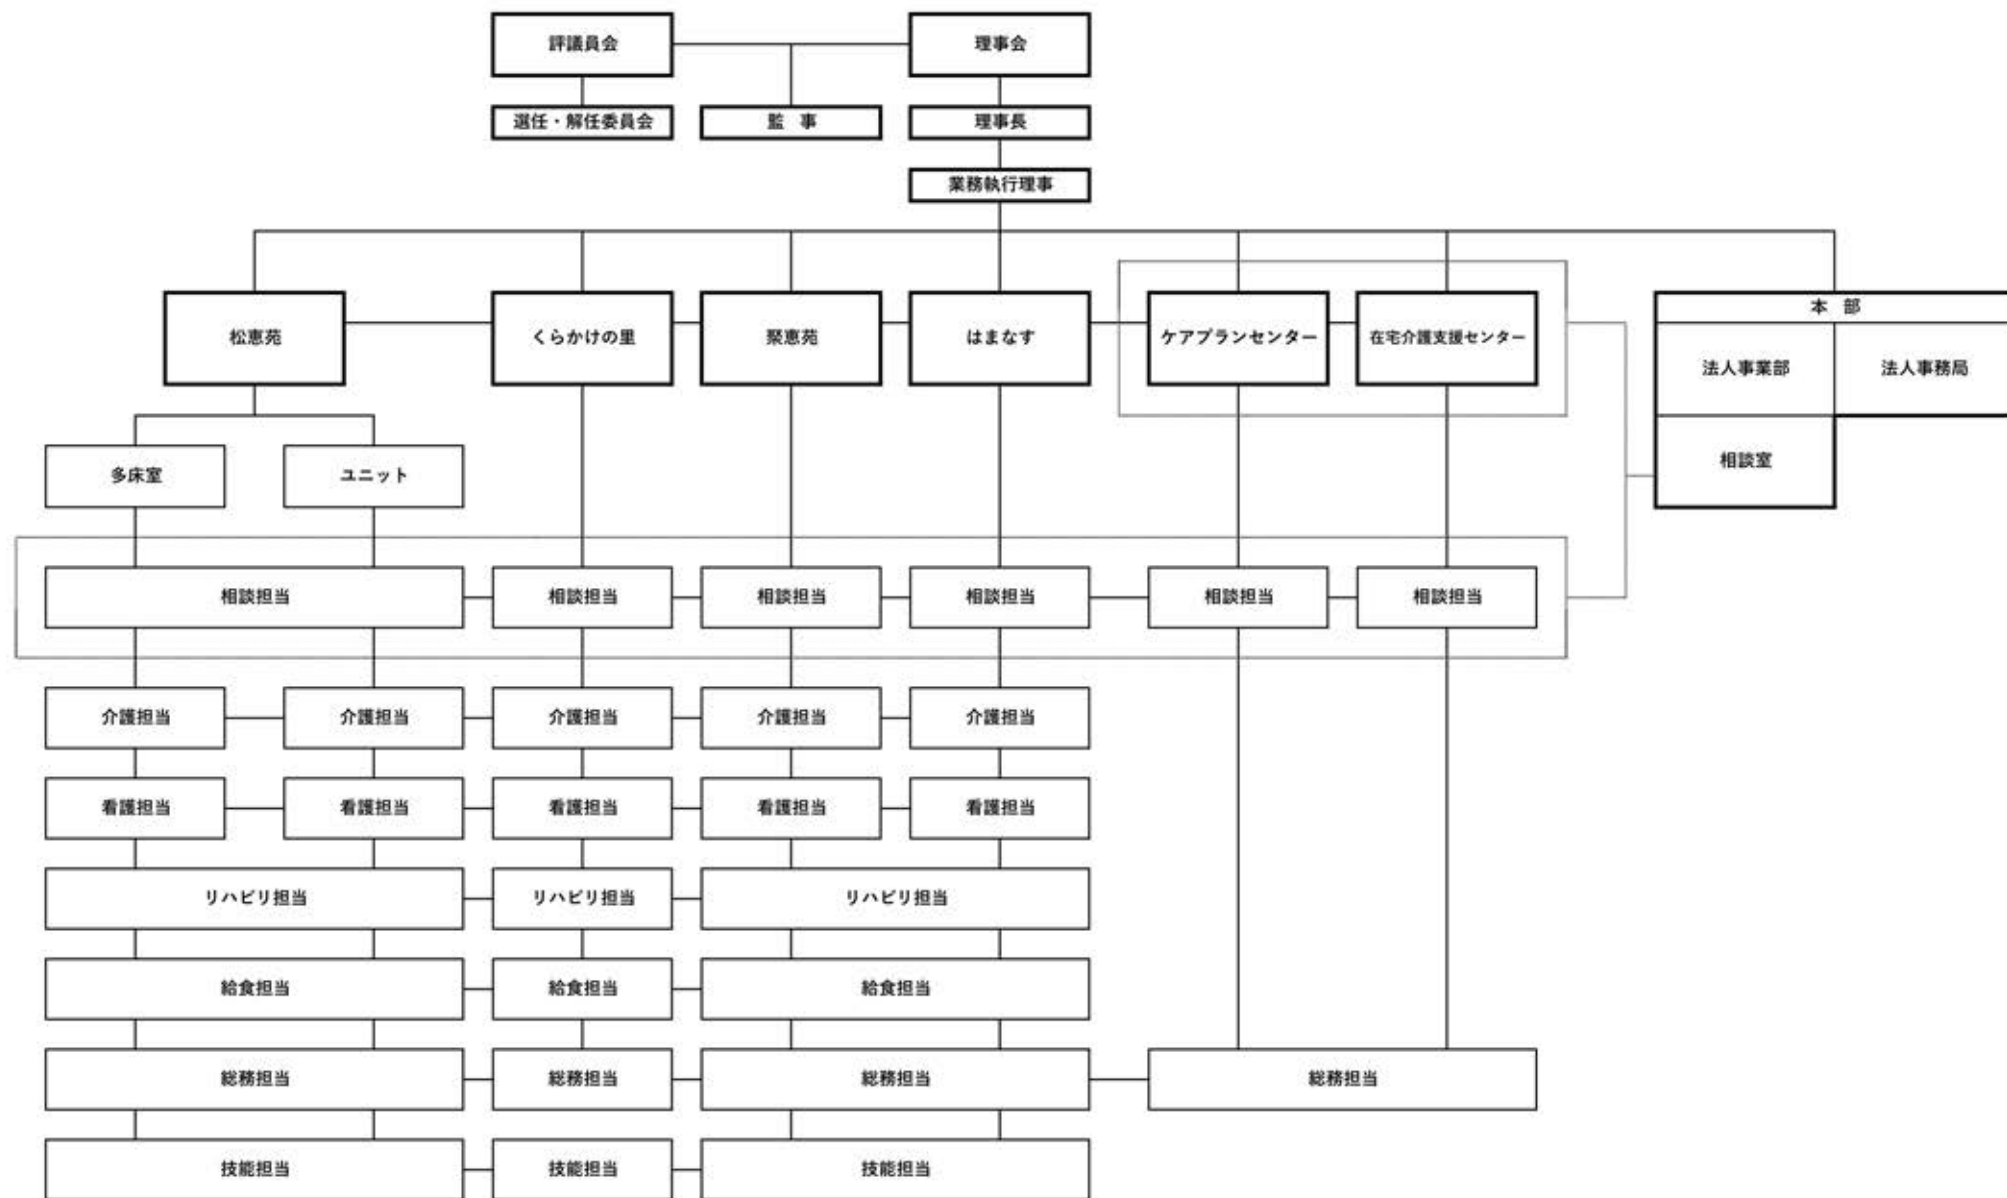 評議員会
理事会
選任・解任委員会
監　事
理事長
業務執行理事
松恵苑
くらかけの里
聚恵苑
はまなす
ケアプランセンター
在宅介護支援センター
本　部
法人事業部
法人事務局
相談室
多床室
ユニット
相談担当
相談担当
相談担当
相談担当
相談担当
相談担当
介護担当
介護担当
介護担当
介護担当
介護担当
看護担当
看護担当
看護担当
看護担当
看護担当
リハビリ担当
リハビリ担当
リハビリ担当
給食担当
給食担当
給食担当
総務担当
総務担当
総務担当
総務担当
技能担当
技能担当
技能担当